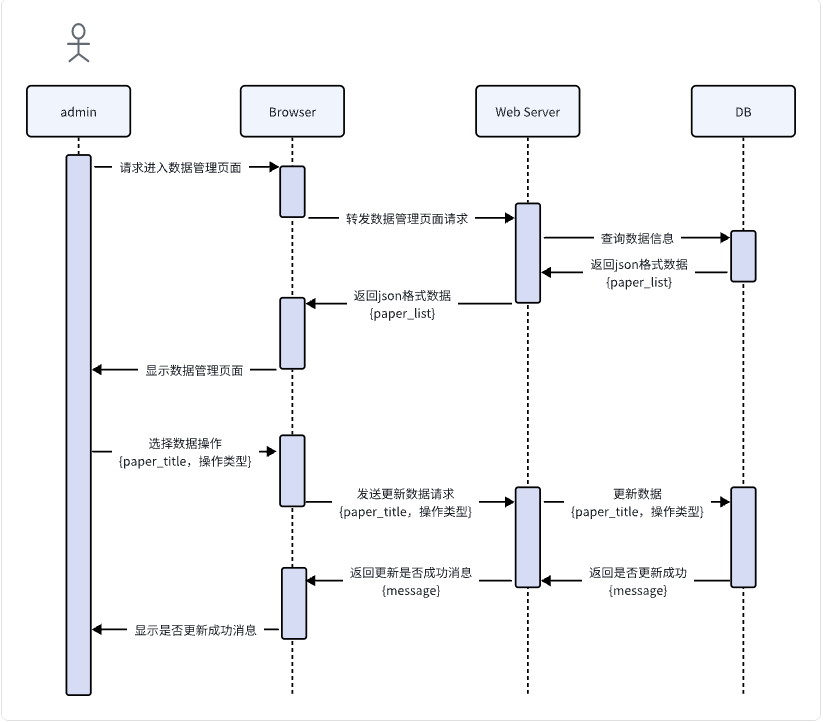 admin
Browser
Web Server
DB
请求进入数据管理页面
转发数据管理页面请求
查询数据信息
返回json格式数据
{paper_list}
返回json格式数据
{paper_list}
显示数据管理页面
选择数据操作
{paper_title，操作类型}
发送更新数据请求
{paper_title，操作类型}
更新数据
{paper_title，操作类型}
返回是否更新成功
{message}
返回更新是否成功消息
{message}
显示是否更新成功消息